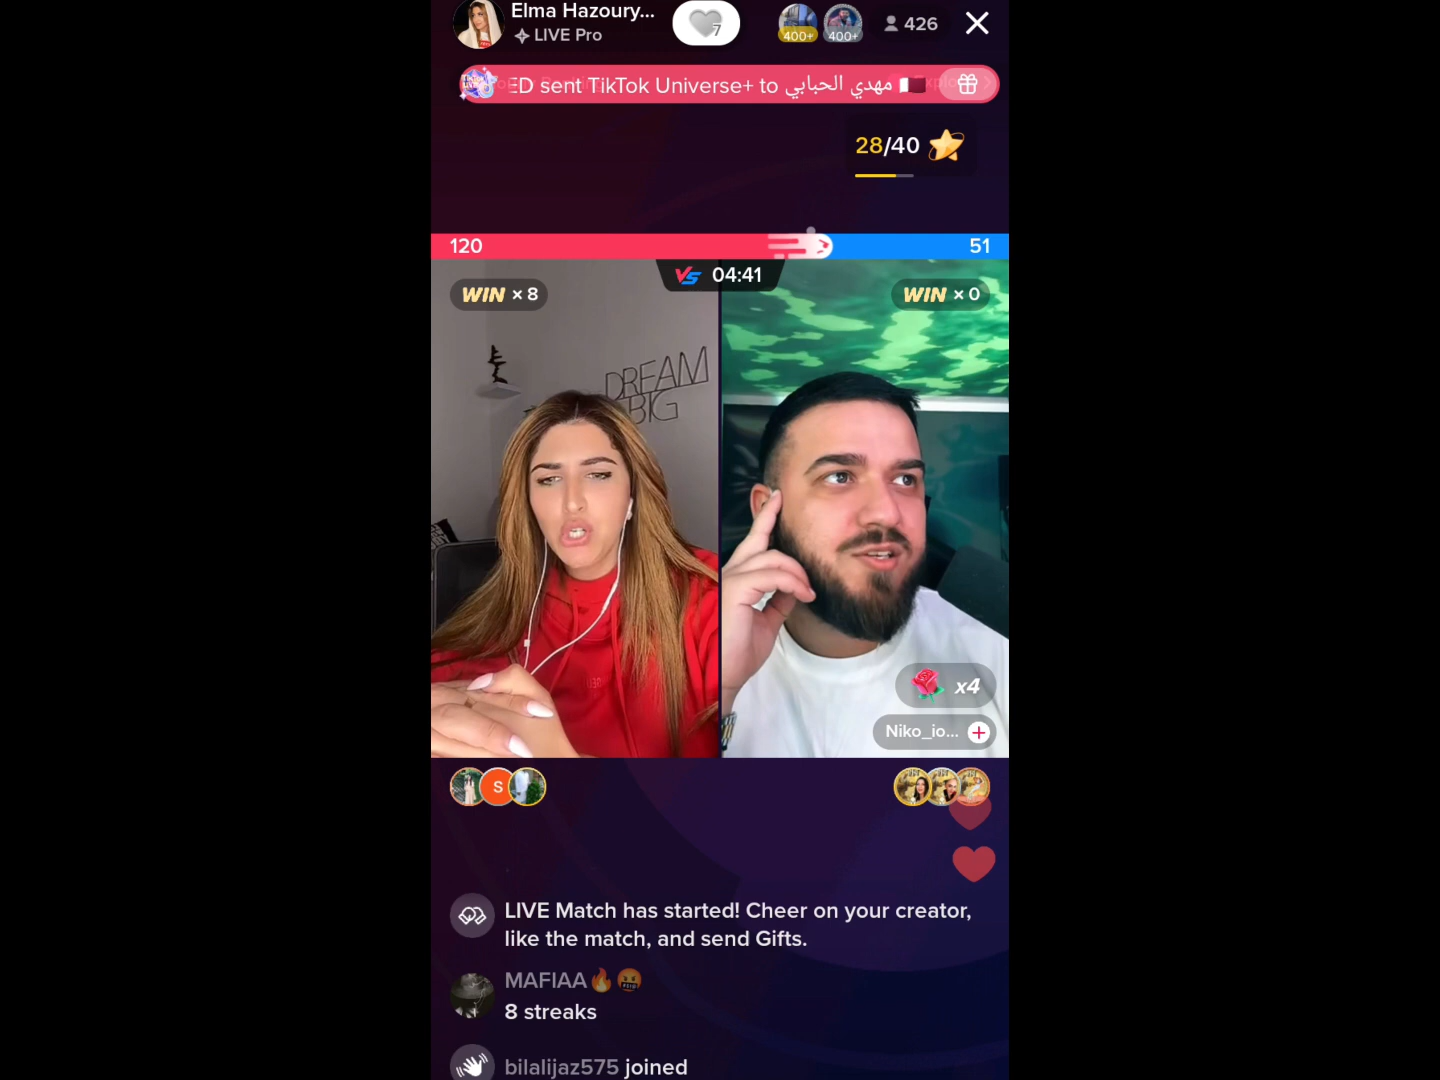 Elma Hazoury...
LIVE Pro
7
400+
400+
426
ED sent TikTok Universe+ to مهدي الحبابي
28/40
120
51
VS 04:41
WIN × 8
WIN × 0
DREAM
BIG
x4
Niko_io...
S
LIVE Match has started! Cheer on your creator,
like the match, and send Gifts.
MAFIAA🔥🤬
8 streaks
bilalijaz575 joined